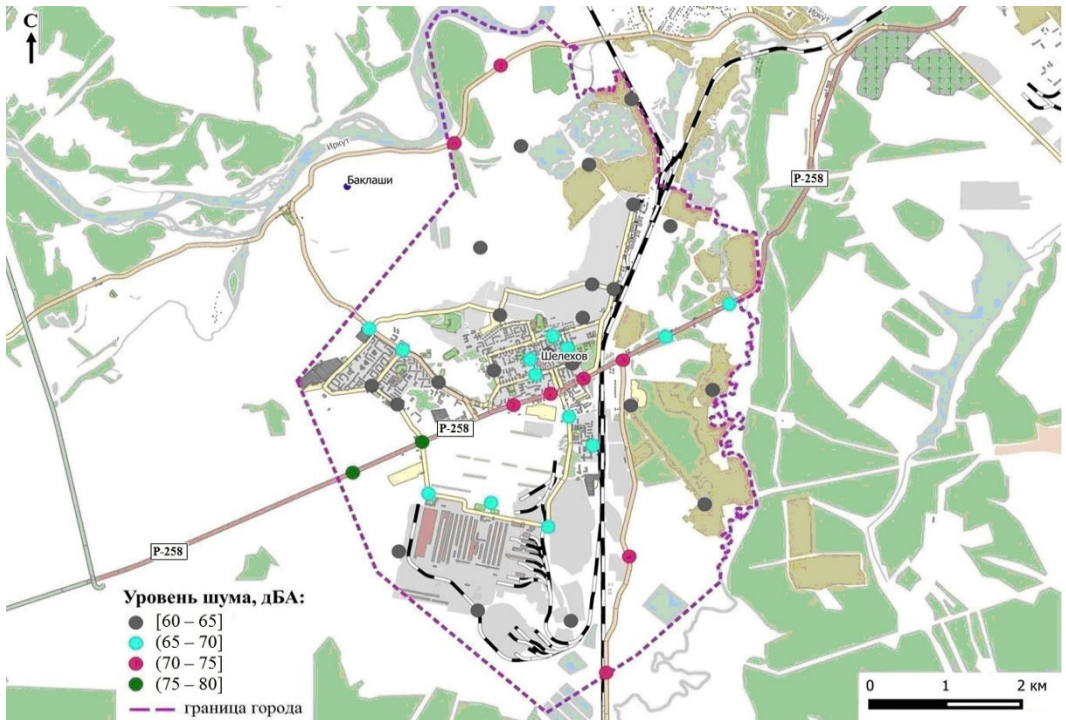 С
Иркут
Иркут
Р-258
Баклаши
Шелехов
Р-258
Р-258
Уровень шума, дБА:
[60 – 65]
(65 – 70]
(70 – 75]
(75 – 80]
граница города
0 1 2 км